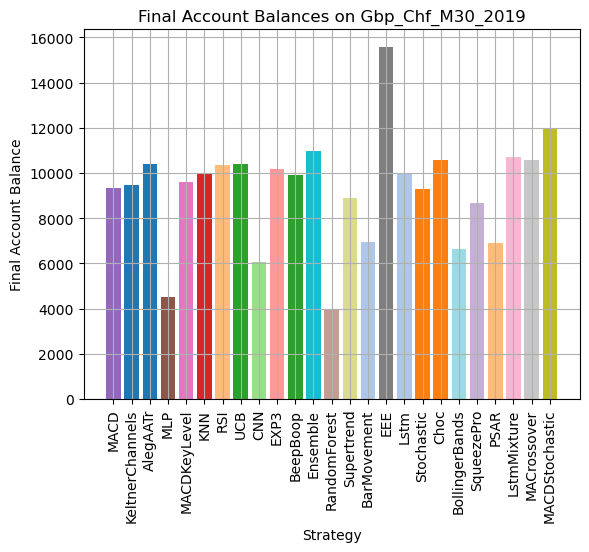 Final Account Balances on Gbp_Chf_M30_2019
16000
14000
12000
10000
8000
6000
4000
2000
0
Final Account Balance
MACD
KeltnerChannels
AlegAATr
MLP
MACDKeyLevel
KNN
RSI
UCB
CNN
EXP3
BeepBoop
Ensemble
RandomForest
Supertrend
BarMovement
EEE
Lstm
Stochastic
Choc
BollingerBands
SqueezePro
PSAR
LstmMixture
MACrossover
MACDStochastic
Strategy